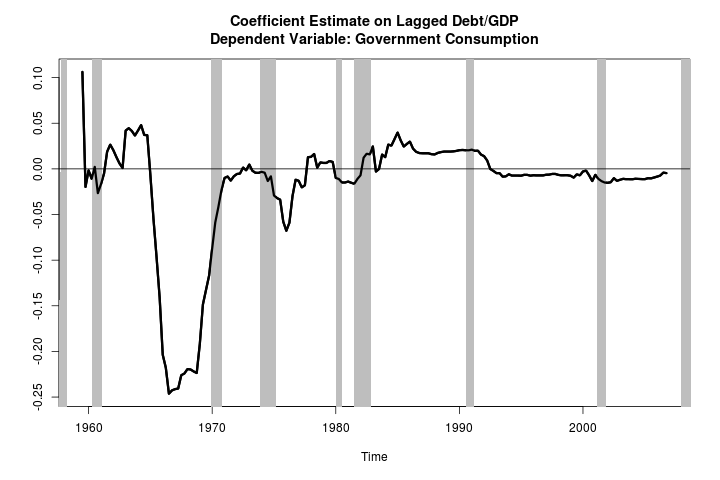 Coefficient Estimate on Lagged Debt/GDP
Dependent Variable: Government Consumption
0.10
0.05
0.00
-0.05
-0.10
-0.15
-0.20
-0.25
1960 1970 1980 1990 2000
Time